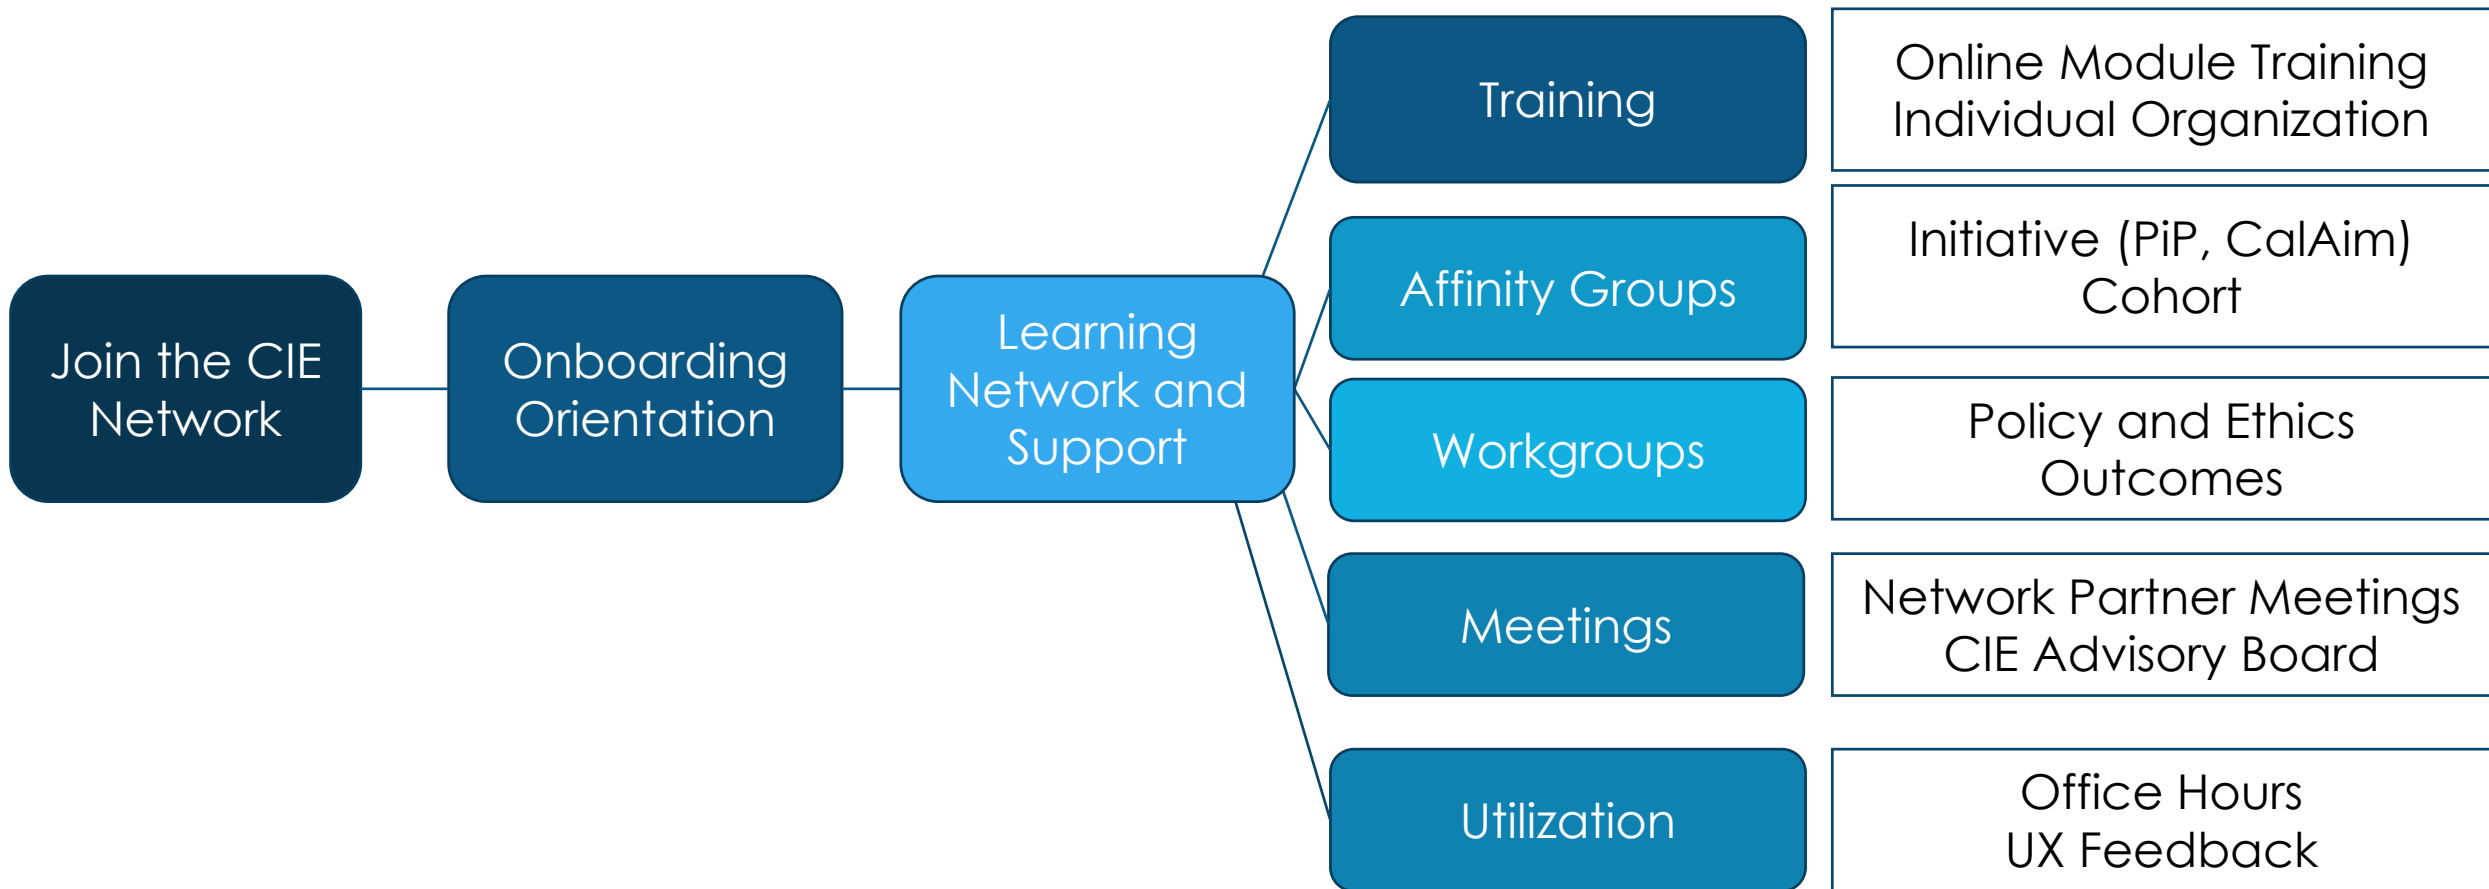 Join the CIE
Network
Onboarding
Orientation
Learning
Network and
Support
Training
Online Module Training
Individual Organization
Affinity Groups
Initiative (PiP, CalAim)
Cohort
Workgroups
Policy and Ethics
Outcomes
Meetings
Network Partner Meetings
CIE Advisory Board
Utilization
Office Hours
UX Feedback